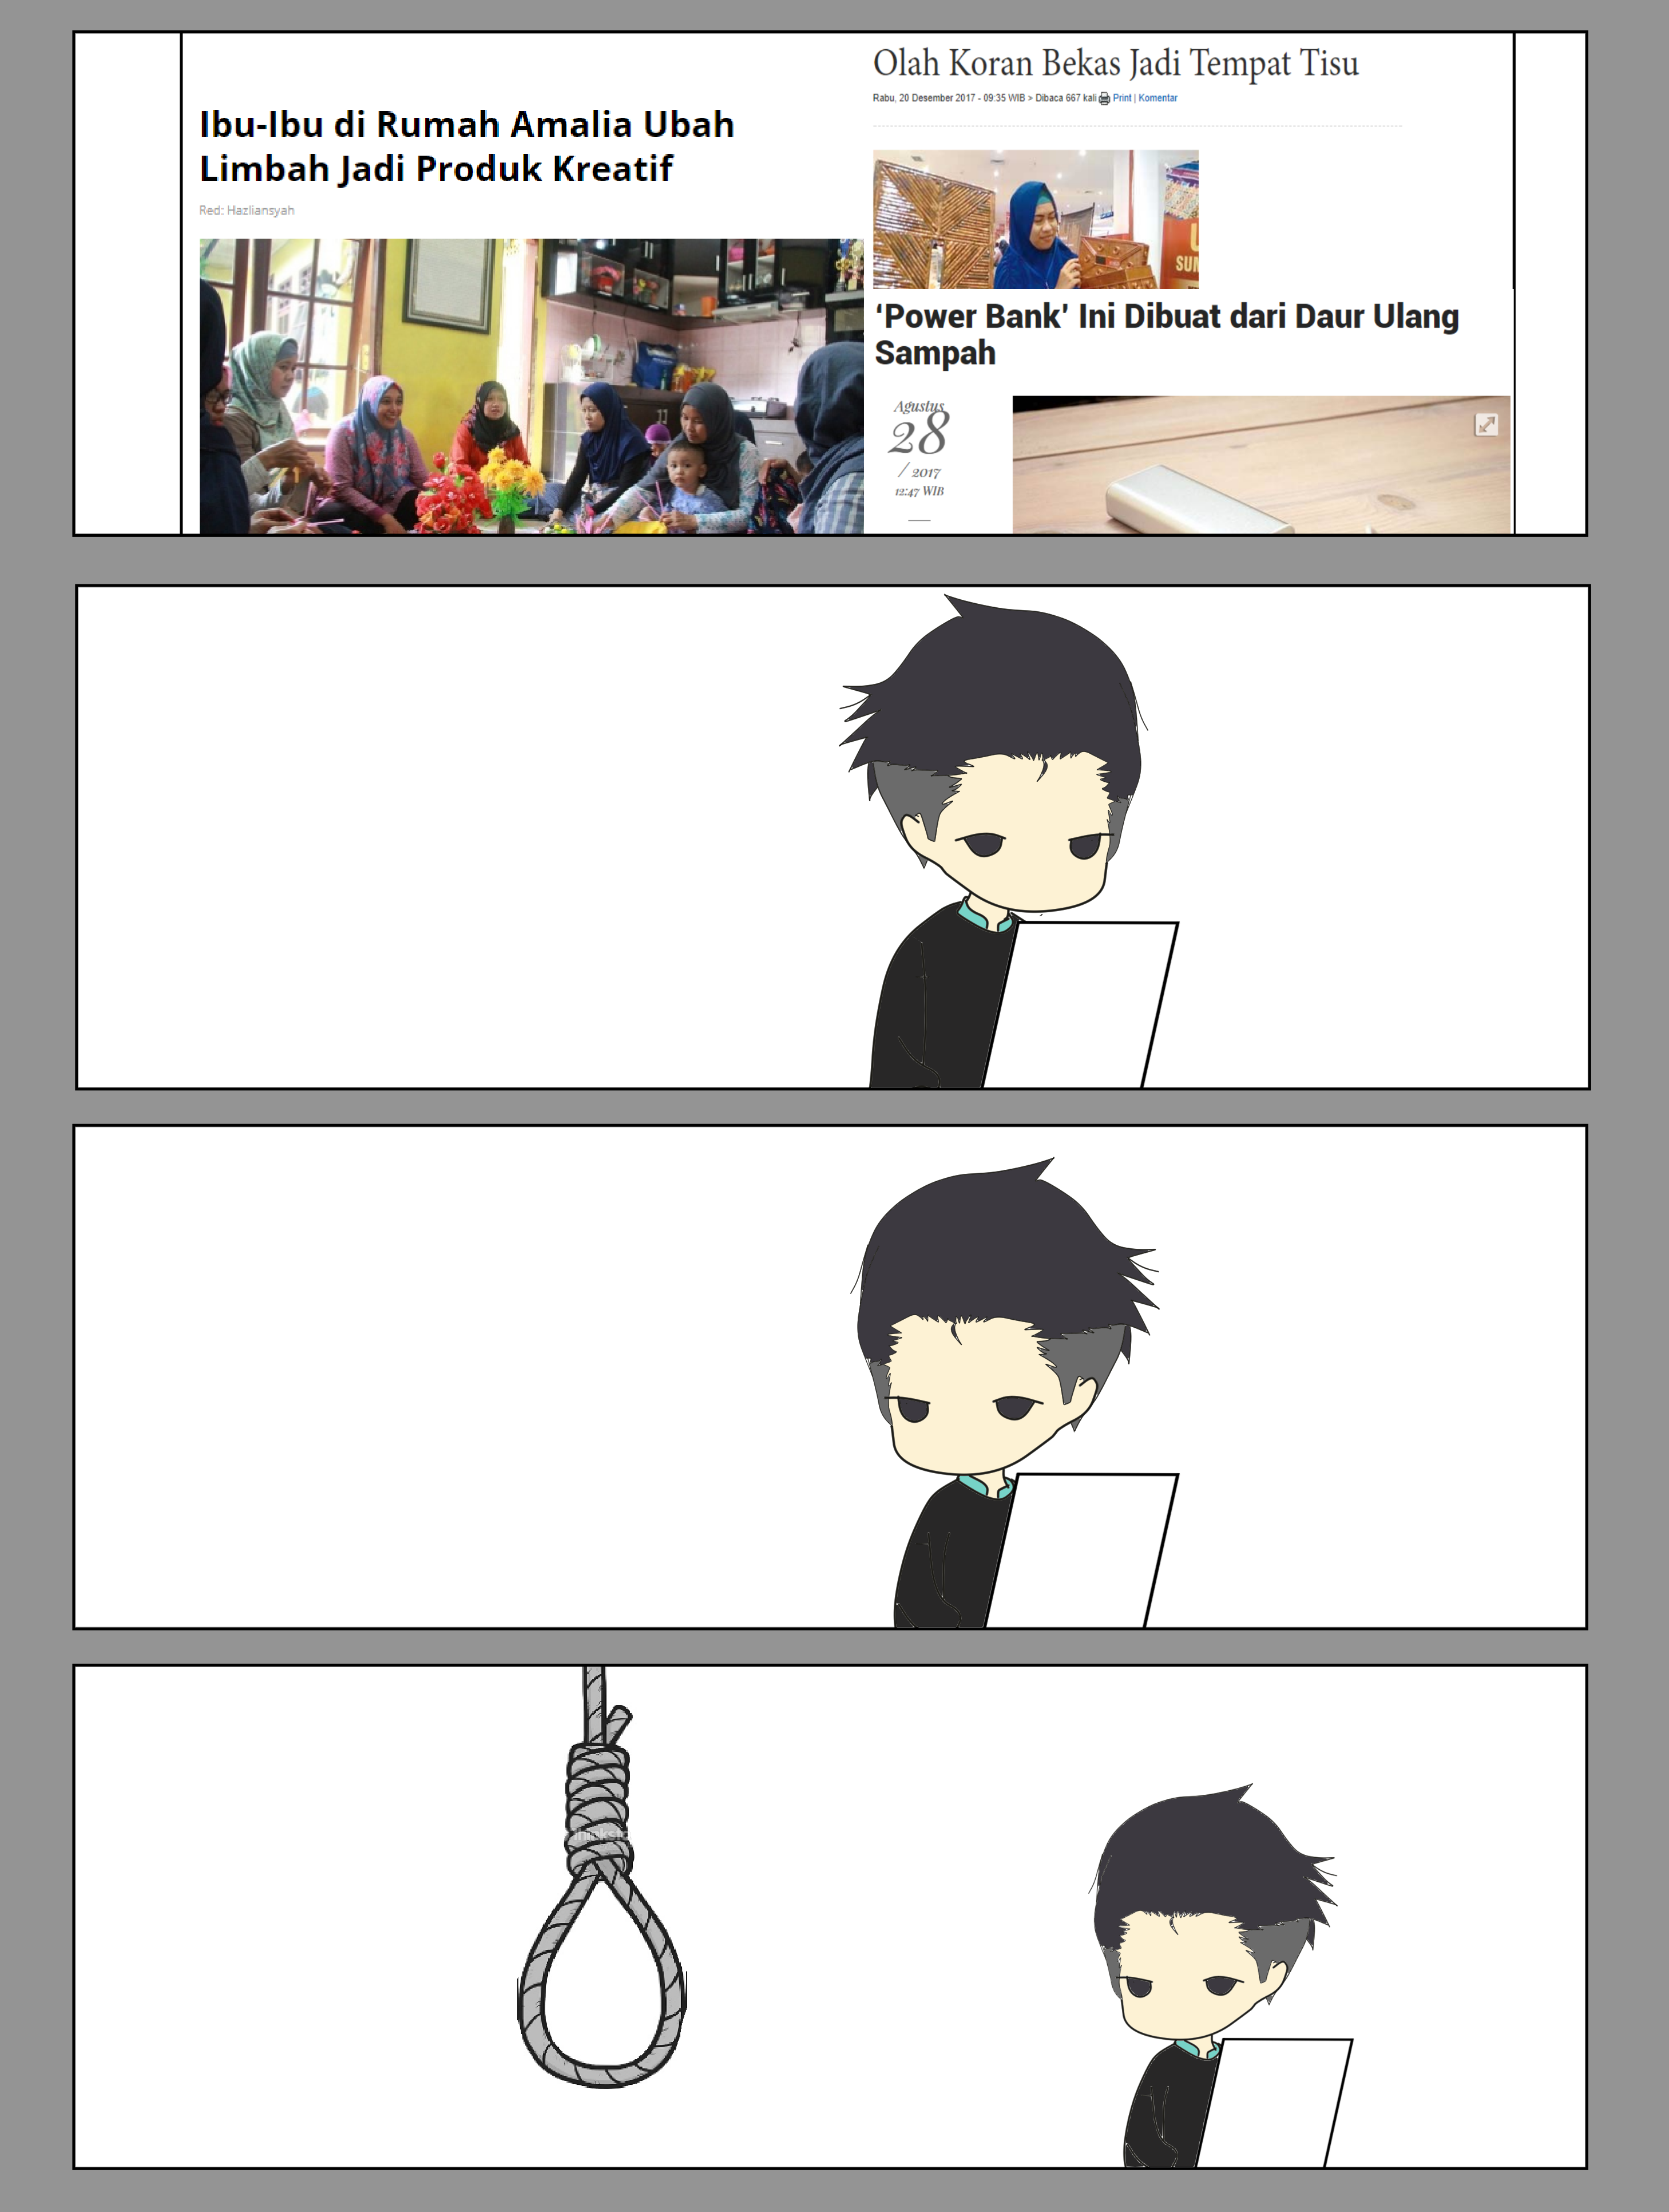 Ibu-Ibu di Rumah Amalia Ubah
Limbah Jadi Produk Kreatif
Red: Hazliansyah
Olah Koran Bekas Jadi Tempat Tisu
Rabu, 20 Desember 2017 - 09:35 WIB > Dibaca 667 kali Print | Komentar
U
SUM
‘Power Bank’ Ini Dibuat dari Daur Ulang
Sampah
Agustus
28
/ 2017
12:47 WIB